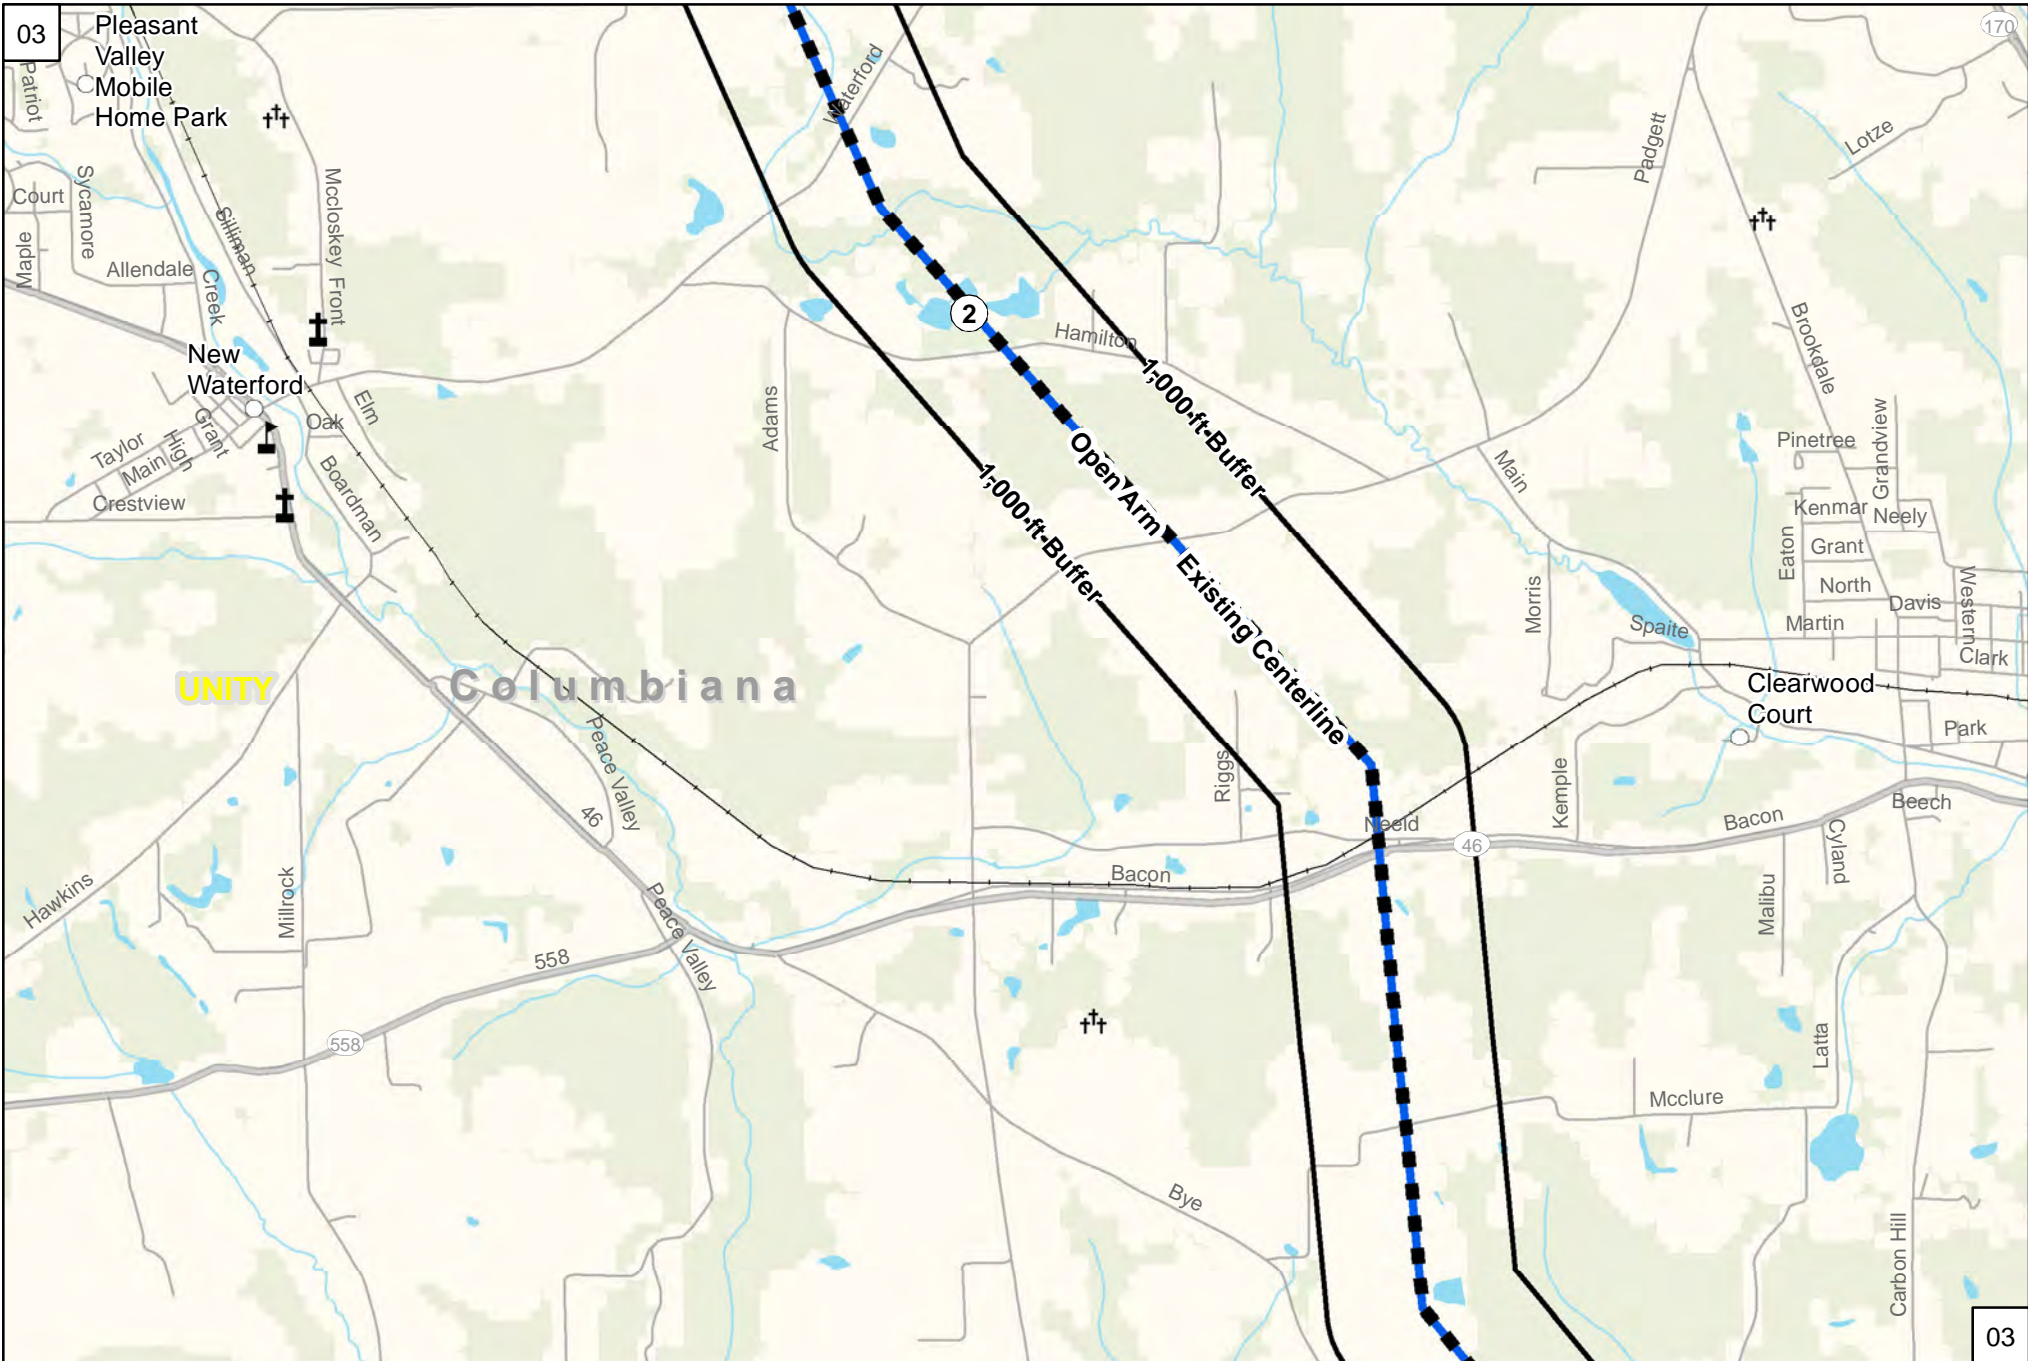 03
Pleasant
Valley
Mobile
Home Park
170
Patriot
Waterford
Padgett
Lotze
Court
Sycamore
Mccloskey Front
Silliman
Maple
Allendale
Creek
2
Hamilton
Brookdale
New
Waterford
1,000-ft-Buffer
Elm
Oak
Grant
High
Taylor
Main
Crestview
Boardman
Adams
1,000-ft-Buffer
Open Arm
Existing Centerline
Main
Pinetree
Grandview
Kenmar
Neely
Eaton
Grant
North
Davis
Western
Martin
Clark
Morris
Spaite
UNITY
Columbiana
Clearwood
Court
Park
Peace Valley
46
Riggs
Neeld
46
Kemple
Bacon
Beech
Cyland
Malibu
Bacon
Hawkins
Millrock
Peace Valley
558
558
Latta
Mcclure
Bye
Carbon Hill
03